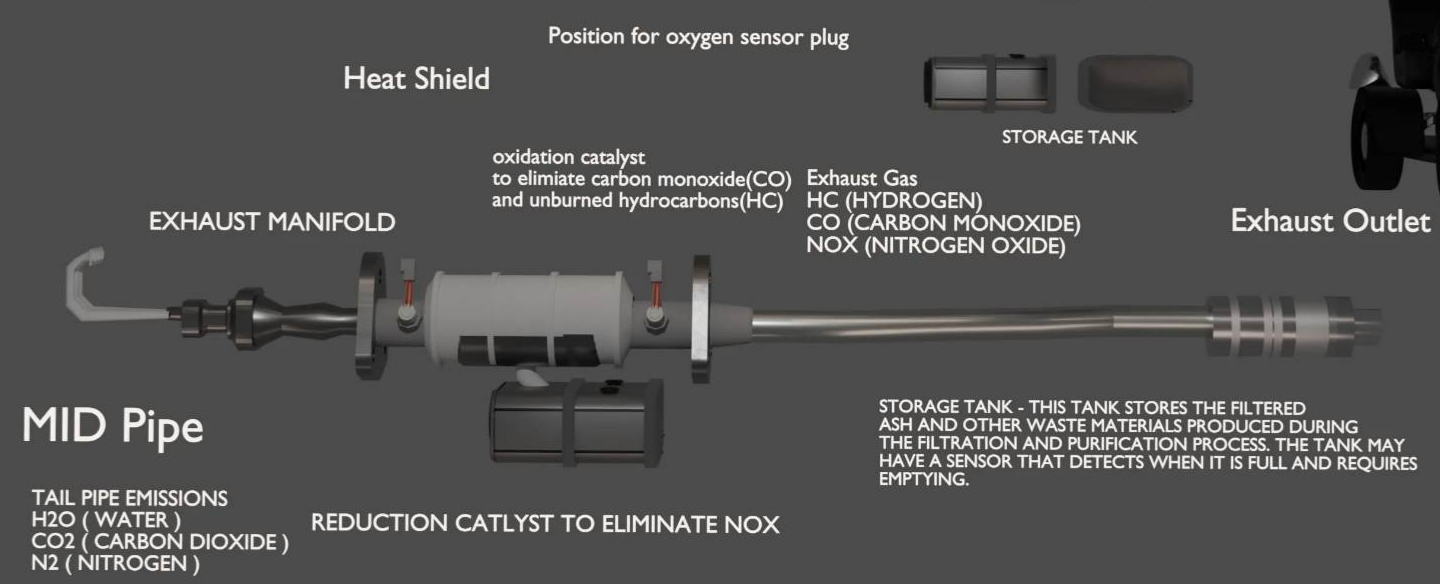 Position for oxygen sensor plug
Heat Shield
STORAGE TANK
oxidation catalyst
to elimiate carbon monoxide(CO)
and unburned hydrocarbons(HC)
Exhaust Gas
HC (HYDROGEN)
CO (CARBON MONOXIDE)
NOX (NITROGEN OXIDE)
EXHAUST MANIFOLD
Exhaust Outlet
MID Pipe
STORAGE TANK - THIS TANK STORES THE FILTERED
ASH AND OTHER WASTE MATERIALS PRODUCED DURING
THE FILTRATION AND PURIFICATION PROCESS. THE TANK MAY
HAVE A SENSOR THAT DETECTS WHEN IT IS FULL AND REQUIRES
EMPTYING.
TAIL PIPE EMISSIONS
H2O ( WATER )
CO2 ( CARBON DIOXIDE )
N2 ( NITROGEN )
REDUCTION CATLYST TO ELIMINATE NOX